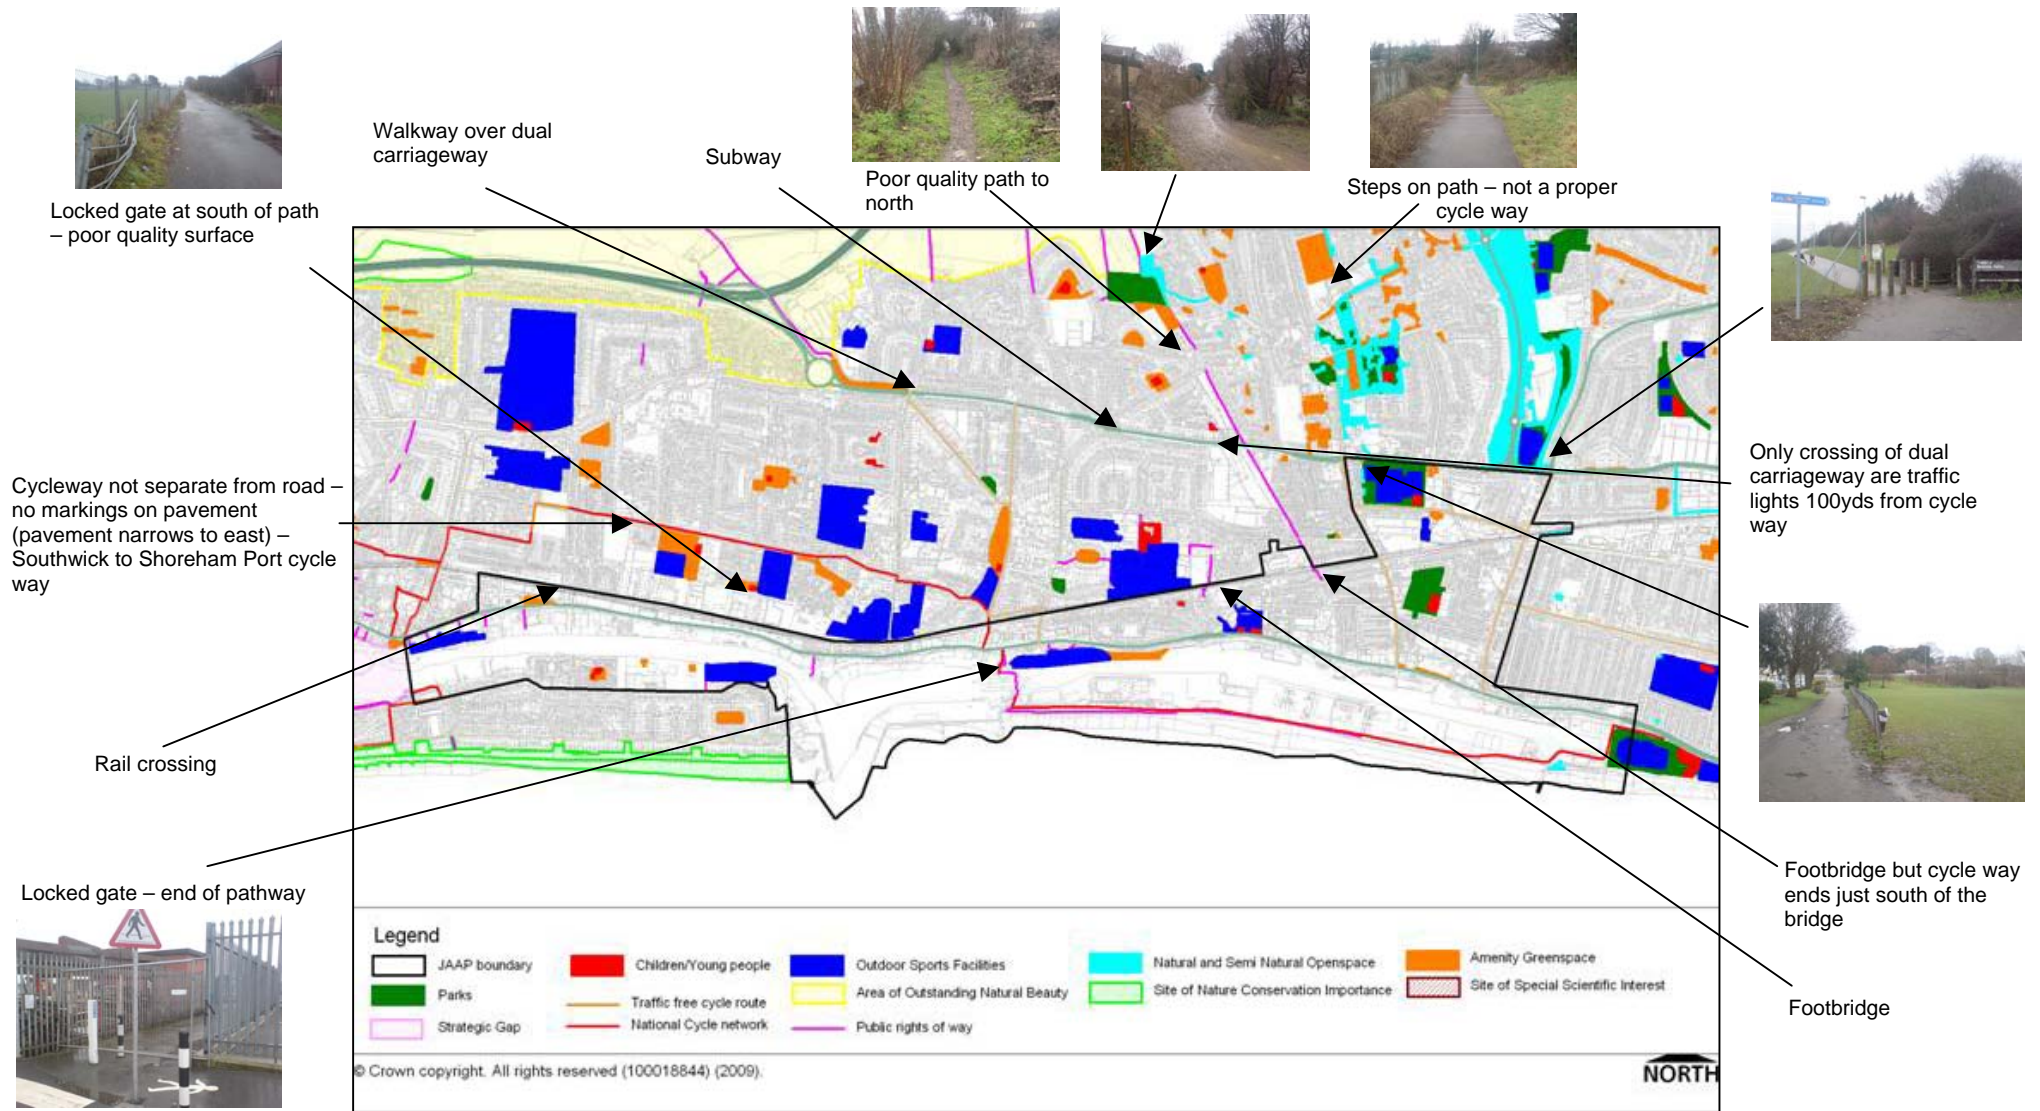 Walkway over dual
carriageway
Subway
Poor quality path to
north
Steps on path – not a proper
cycle way
Locked gate at south of path
– poor quality surface
Cycleway not separate from road –
no markings on pavement
(pavement narrows to east) –
Southwick to Shoreham Port cycle
way
Only crossing of dual
carriageway are traffic
lights 100yds from cycle
way
Rail crossing
Locked gate – end of pathway
Footbridge but cycle way
ends just south of the
bridge
Footbridge
Legend
JAAP boundary
Children/Young people
Outdoor Sports Facilities
Natural and Semi Natural Openspace
Amenity Greenspace
Parks
Traffic free cycle route
Area of Outstanding Natural Beauty
Site of Nature Conservation Importance
Site of Special Scientific Interest
Strategic Gap
National Cycle network
Public rights of way
© Crown copyright. All rights reserved (100018844) (2009).
NORTH